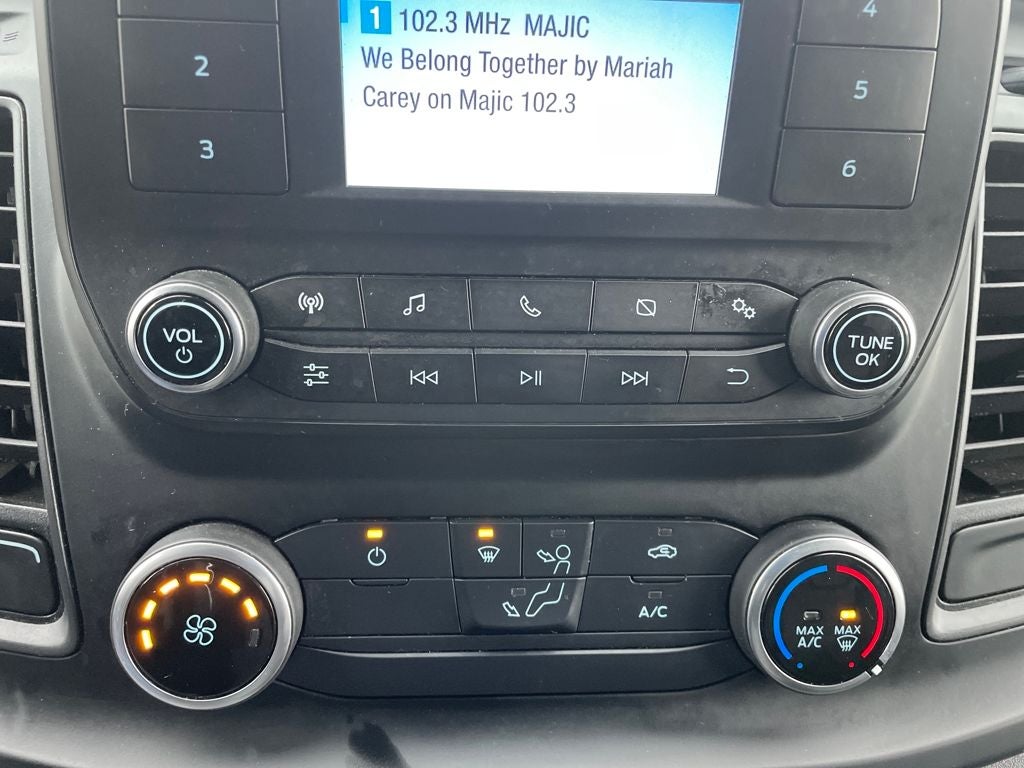 1 102.3 MHz MAJIC
We Belong Together by Mariah
Carey on Majic 102.3
2
3
4
5
6
VOL
TUNE
OK
A/C
MAX
A/C
MAX